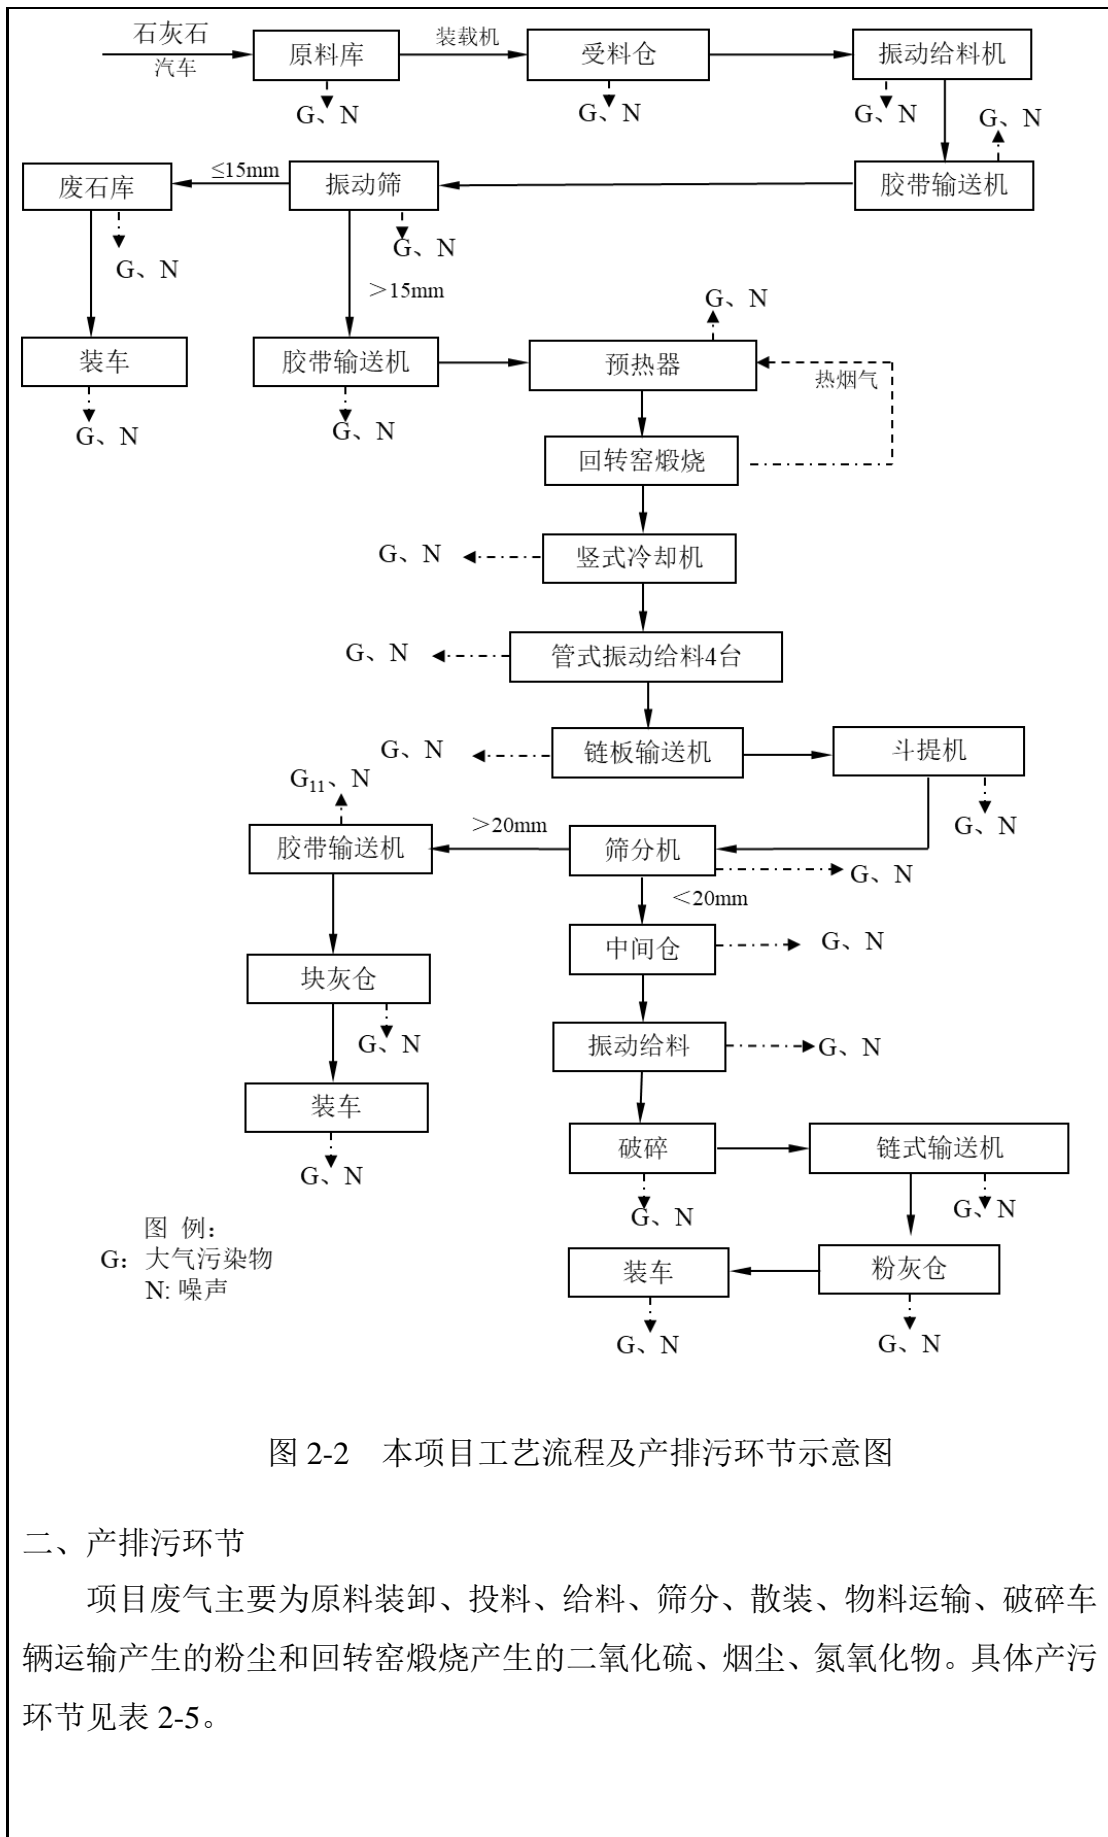 石灰石
汽车
原料库
装载机
受料仓
振动给料机
G、N
G、N
G、N
G、N
废石库
≤15mm
振动筛
胶带输送机
G、N
G、N
>15mm
G、N
装车
胶带输送机
预热器
热烟气
G、N
G、N
回转窑煅烧
G、N
竖式冷却机
G、N
管式振动给料4台
G、N
链板输送机
斗提机
G11、N
G、N
胶带输送机
>20mm
筛分机
G、N
<20mm
中间仓
G、N
块灰仓
G、N
振动给料
G、N
装车
破碎
链式输送机
G、N
G、N
G、N
图 例：
G：大气污染物
N: 噪声
装车
粉灰仓
G、N
G、N
图 2-2 本项目工艺流程及产排污环节示意图
二、产排污环节
项目废气主要为原料装卸、投料、给料、筛分、散装、物料运输、破碎车
辆运输产生的粉尘和回转窑煅烧产生的二氧化硫、烟尘、氮氧化物。具体产污
环节见表 2-5。